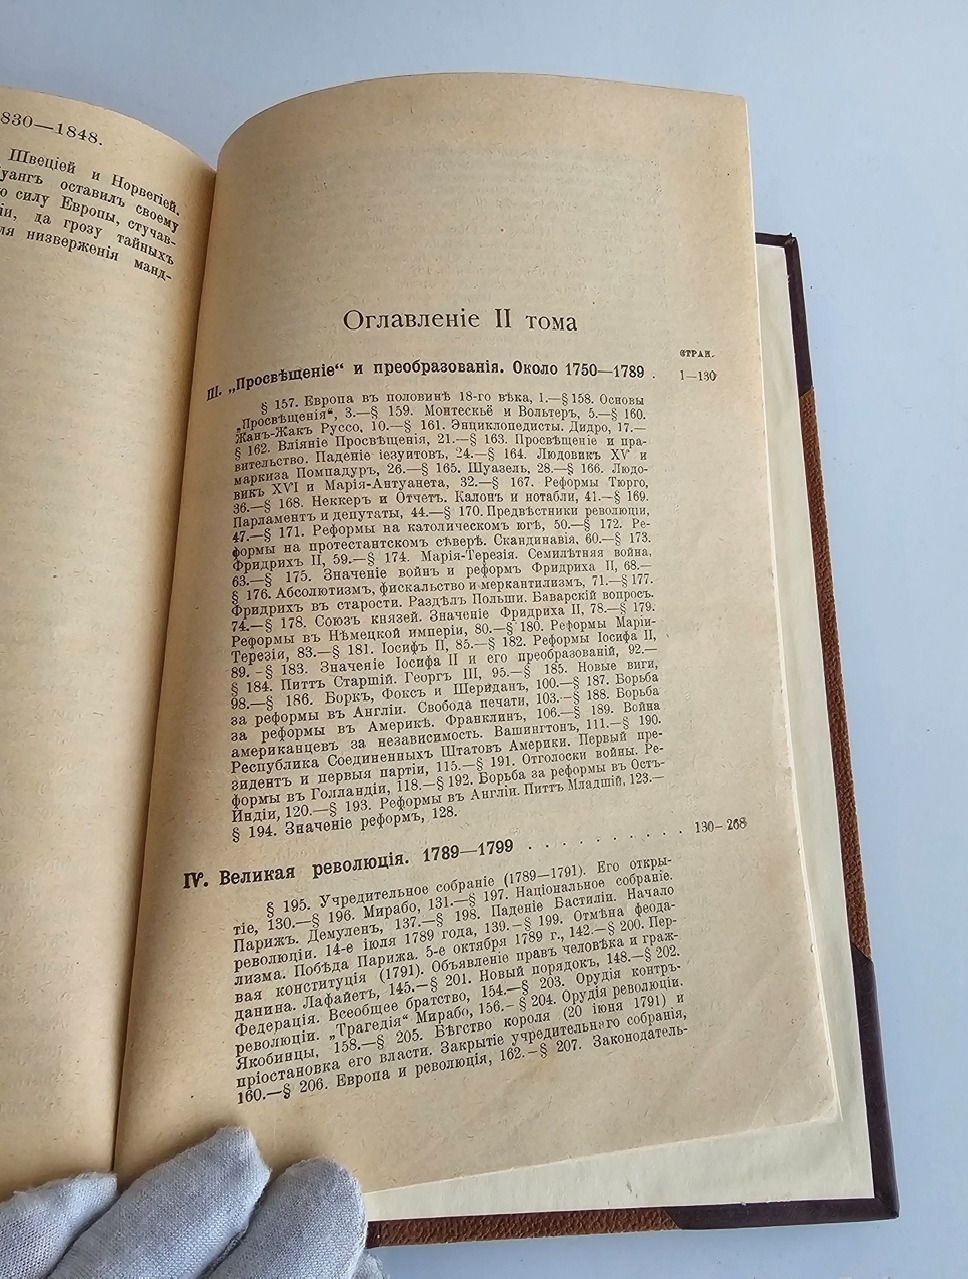 830—1848.
Швеціей и Норвегіей.
уангъ оставилъ своему
ю силу Европы, стучав-
іи, да грозу тайныхъ
ля низверженія манд-
Оглавленіе II тома
СТРАН.
III. „Просвѣщеніе“ и преобразованія. Около 1750—1789 . 1—130
§ 157. Европа въ половинѣ 18-го вѣка, 1.—§ 158. Основы
„Просвѣщенія“, 3.—§ 159. Монтескьё и Вольтеръ, 5.—§ 160.
Жанъ-Жакъ Руссо, 10.—§ 161. Энциклопедисты. Дидро, 17.—
§ 162. Вліяніе Просвѣщенія, 21.—§ 163. Просвѣщеніе и пра-
вительство. Паденіе іезуитовъ, 24.—§ 164. Людовикъ XV и
маркиза Помпадуръ, 26.—§ 165. Шуазель, 28.—§ 166. Людо-
викъ XVI и Марія-Антуанета, 32.—§ 167. Реформы Тюрго,
36.—§ 168. Неккеръ и Отчетъ. Калонъ и нотабли, 41.—§ 169.
Парламентъ и депутаты, 44.—§ 170. Предвѣстники революціи,
47.—§ 171. Реформы на католическомъ югѣ, 50.—§ 172. Ре-
формы на протестантскомъ сѣверѣ. Скандинавія, 60.—§ 173.
Фридрихъ II, 59.—§ 174. Марія-Терезія. Семилѣтняя война,
63.—§ 175. Значеніе войнъ и реформъ Фридриха II, 68.—
§ 176. Абсолютизмъ, фискальство и меркантилизмъ, 71.—§ 177.
Фридрихъ въ старости. Раздѣлъ Польши. Баварскій вопросъ.
74.—§ 178. Союзъ князей. Значеніе Фридриха II, 78.—§ 179.
Реформы въ Нѣмецкой имперіи, 80.—§ 180. Реформы Маріи-
Терезіи, 83.—§ 181. Іосифъ II, 85.—§ 182. Реформы Іосифа II,
89.-§ 183. Значеніе Іосифа II и его преобразованій, 92.—
§ 184. Питтъ Старшій. Георгъ III, 95.—§ 185. Новые виги,
98.—§ 186. Боркъ, Фоксъ и Шериданъ, 100.—§ 187. Борьба
за реформы въ Англіи. Свобода печати, 103.—§ 188. Борьба
за реформы въ Америкѣ. Франклинъ, 106.—§ 189. Война
американцевъ за независимость. Вашингтонъ, 111.—§ 190.
Республика Соединенныхъ Штатовъ Америки. Первый пре-
зидентъ и первыя партіи, 115.—§ 191. Отголоски войны. Ре-
формы въ Голландіи, 118.—§ 192. Борьба за реформы въ Остъ-
Индіи, 120.—§ 193. Реформы въ Англіи. Питтъ Младшій, 123.—
§ 194. Значеніе реформъ, 128.
IV. Великая революція. 1789—1799 . . . . . . . . . 130-268
§ 195. Учредительное собраніе (1789—1791). Его откры-
тіе, 130.—§ 196. Мирабо, 131.—§ 197. Національное собраніе.
Парижъ. Демуленъ, 137.—§ 198. Паденіе Бастиліи. Начало
революціи. 14-е іюля 1789 года, 139.—§ 199. Отмѣна феода-
лизма. Побѣда Парижа. 5-е октября 1789 г., 142.—§ 200. Пер-
вая конституція (1791). Объявленіе правъ человѣка и граж-
данина. Лафайетъ, 145.—§ 201. Новый порядокъ, 148.—§ 202.
Федерація. Всеобщее братство, 154.—§ 203. Орудія контръ-
революціи. „Трагедія“ Мирабо, 156.—§ 204. Орудія революціи.
Якобинцы, 158.—§ 205. Бѣгство короля (20 іюня 1791) и
пріостановка его власти. Закрытіе учредительнаго собранія,
160.—§ 206. Европа и революція, 162.—§ 207. Законодатель-